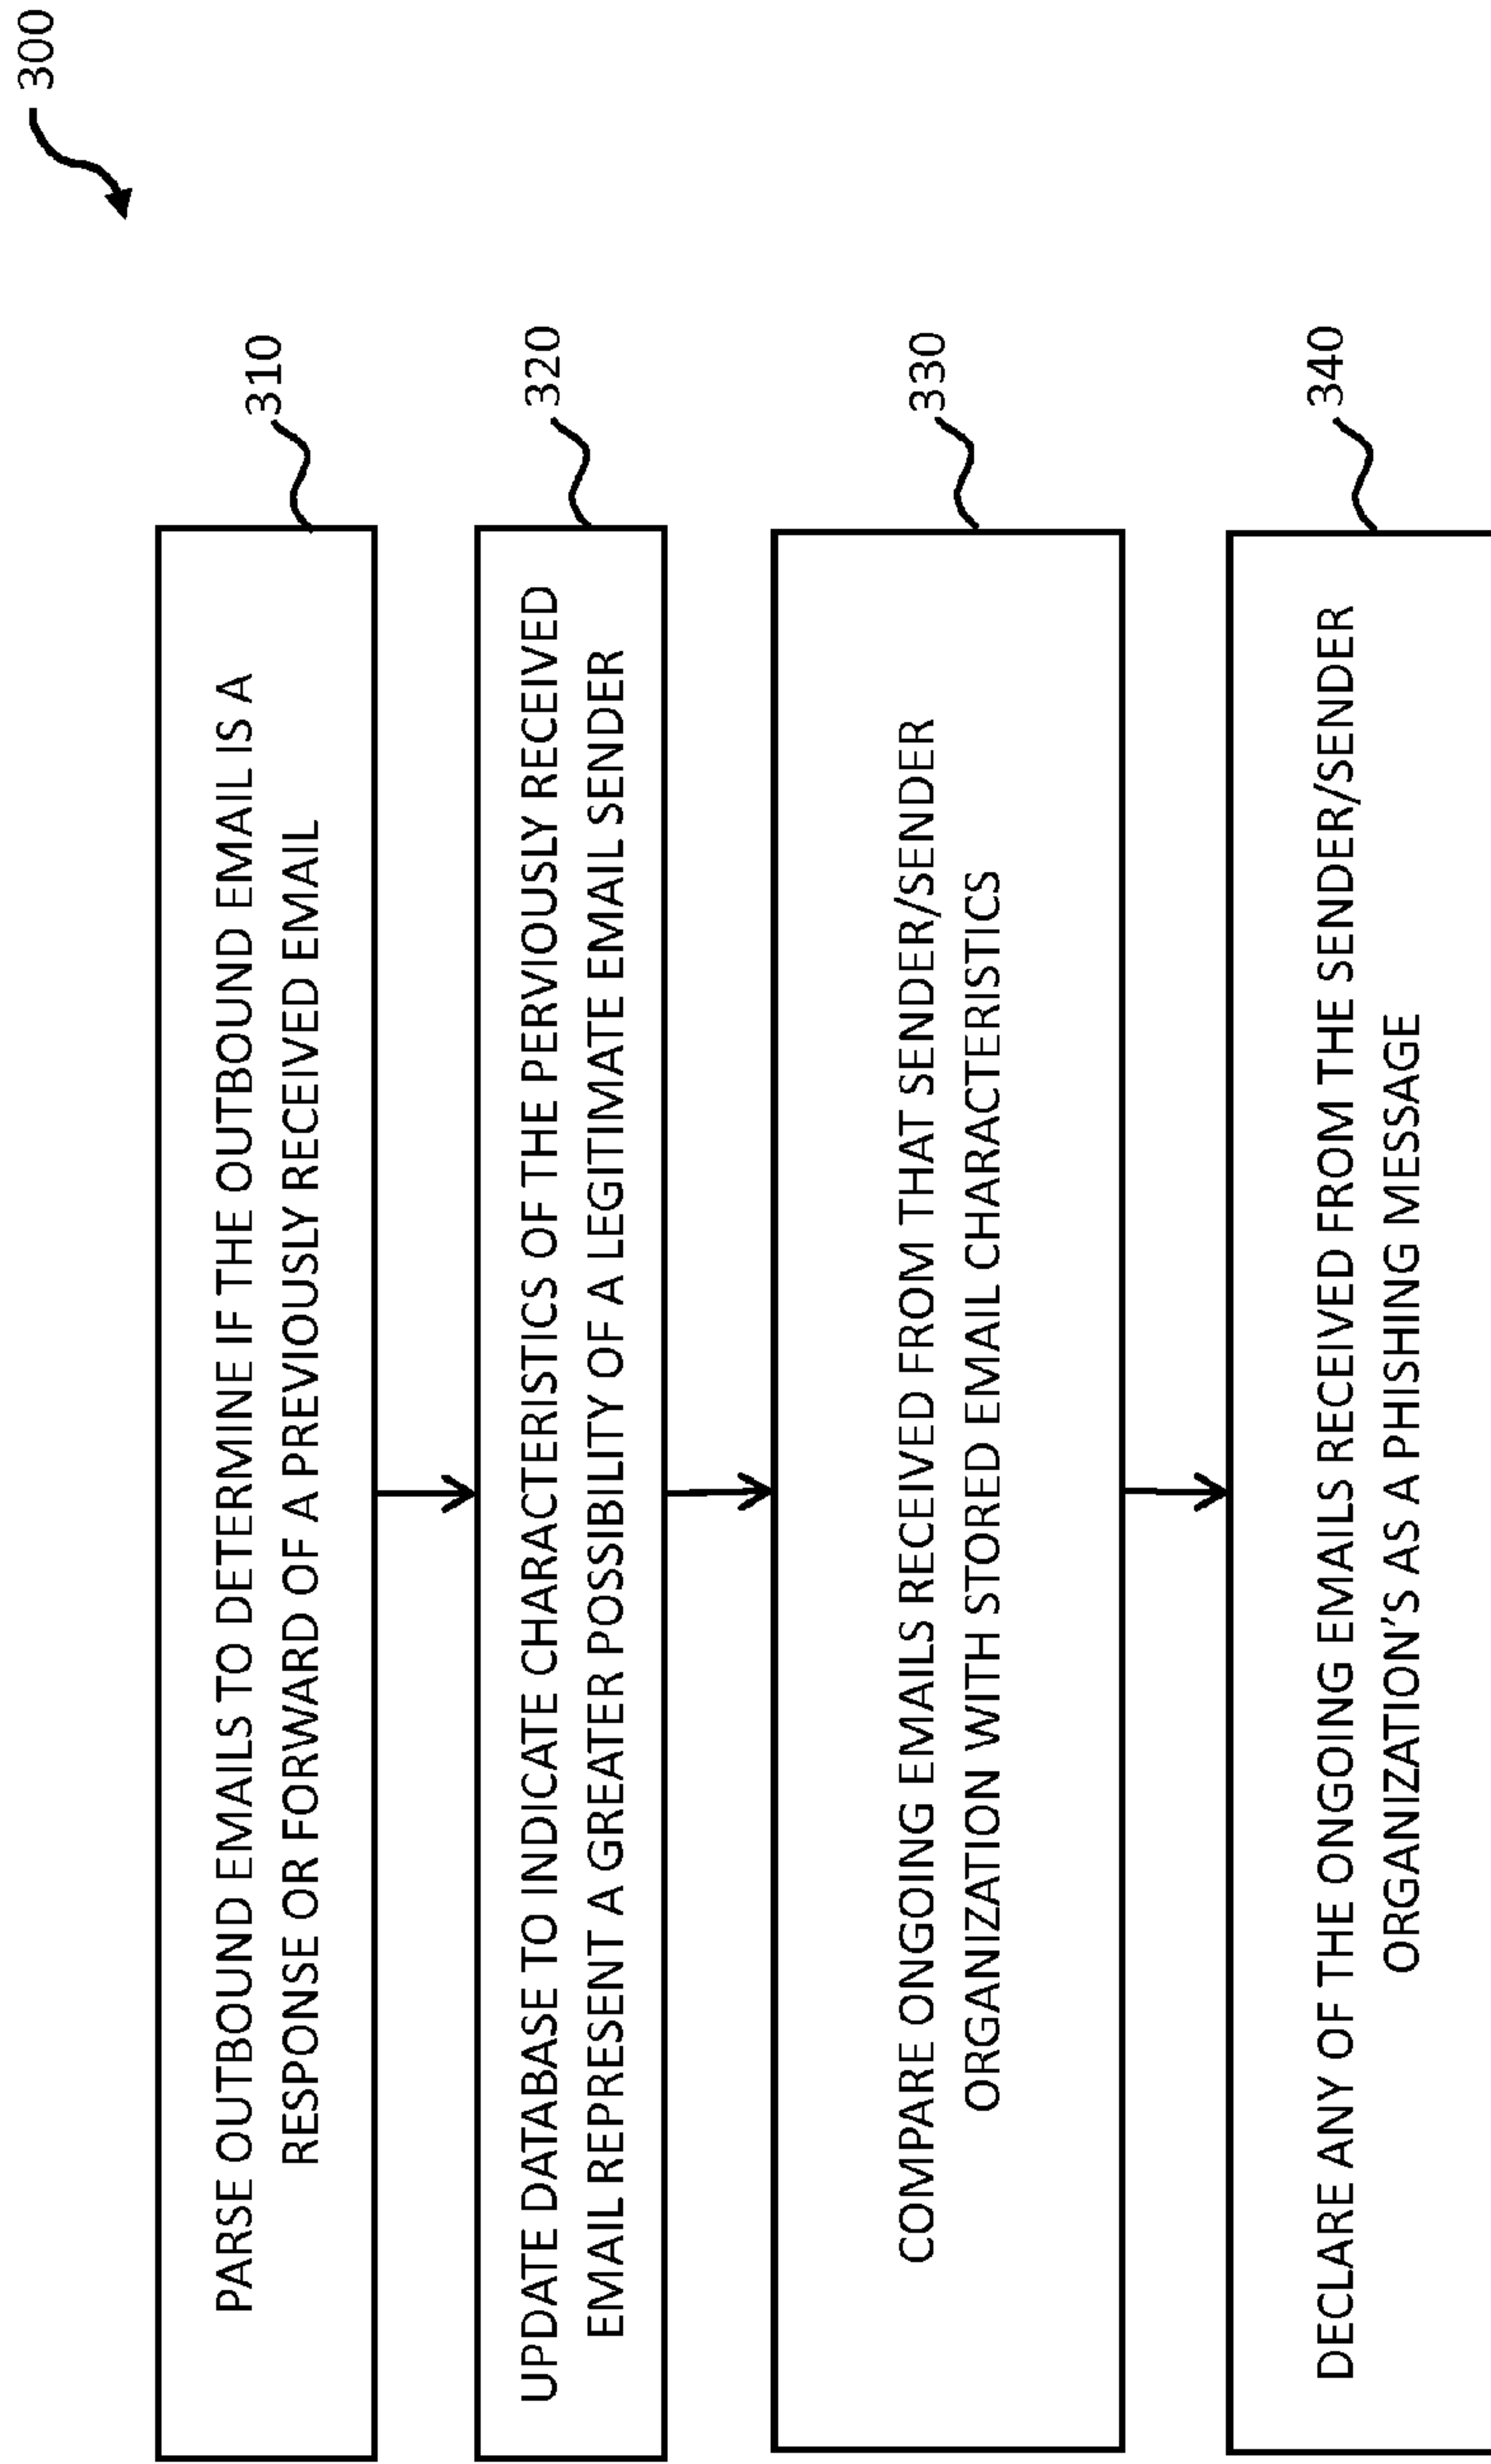 300
PARSE OUTBOUND EMAILS TO DETERMINE IF THE OUTBOUND EMAIL IS A
RESPONSE OR FORWARD OF A PREVIOUSLY RECEIVED EMAIL
310
UPDATE DATABASE TO INDICATE CHARACTERISTICS OF THE PERVIOUSLY RECEIVED
EMAIL REPRESENT A GREATER POSSIBILITY OF A LEGITIMATE EMAIL SENDER
320
COMPARE ONGOING EMAILS RECEIVED FROM THAT SENDER/SENDER
ORGANIZATION WITH STORED EMAIL CHARACTERISTICS
330
DECLARE ANY OF THE ONGOING EMAILS RECEIVED FROM THE SENDER/SENDER
ORGANIZATION'S AS A PHISHING MESSAGE
340